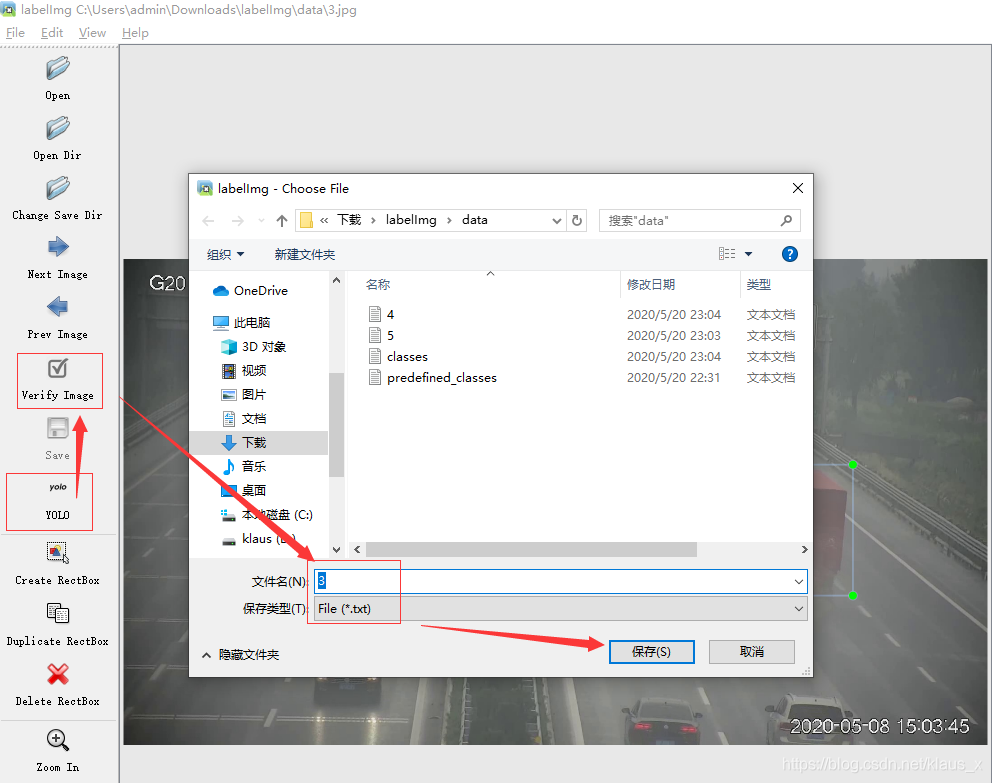 labelImg C:\Users\admin\Downloads\labelImg\data\3.jpg
File Edit View Help
Open
Open Dir
Change Save Dir
Next Image
Prev Image
Verify Image
Save
yolo
YOLO
Create RectBox
Duplicate RectBox
Delete RectBox
Zoom In
labelImg - Choose File
« 下载 › labelImg › data
搜索"data"
组织 新建文件夹
OneDrive
此电脑
3D 对象
视频
图片
文档
下载
音乐
桌面
本地磁盘 (C:)
klaus
名称 修改日期 类型
4 2020/5/20 23:04 文本文档
5 2020/5/20 23:03 文本文档
classes 2020/5/20 23:04 文本文档
predefined_classes 2020/5/20 22:31 文本文档
文件名(N): 3
保存类型(T): File (*.txt)
隐藏文件夹
保存(S) 取消
G20
2020-05-08 15:03:45
https://blog.csdn.net/klaus_x